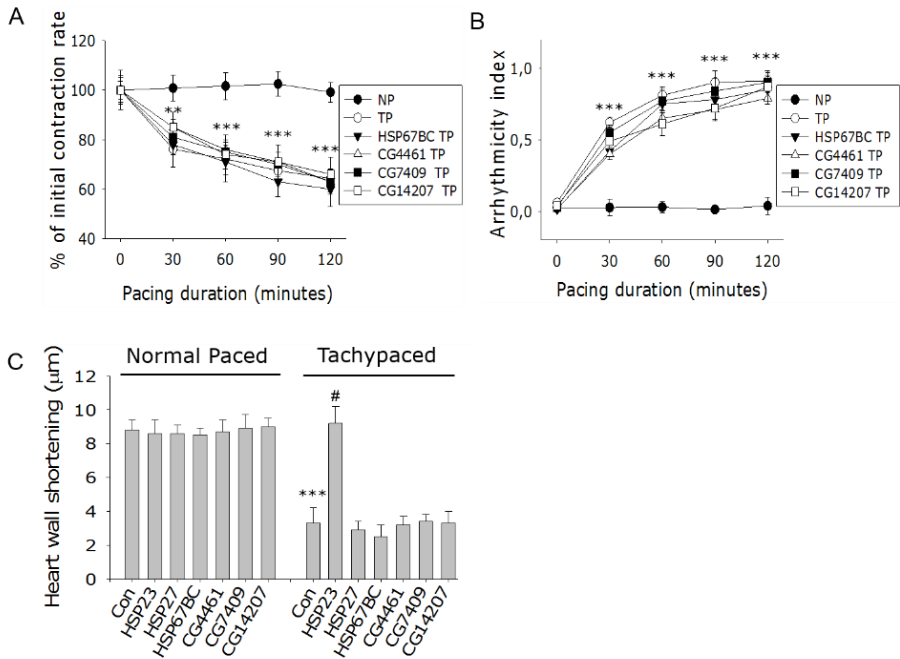 A
% of initial contraction rate
120
100
80
60
40
**
***
***
***
0 30 60 90 120
Pacing duration (minutes)
NP
TP
HSP67BC TP
CG4461 TP
CG7409 TP
CG14207 TP
B
Arrhythmicity index
1,0
0,5
0,0
***
***
***
***
0 30 60 90 120
Pacing duration (minutes)
NP
TP
HSP67BC TP
CG4461 TP
CG7409 TP
CG14207 TP
C
Normal Paced Tachypaced
Heart wall shortening (µm)
12
10
8
6
4
2
0
***
#
Con HSP23 HSP27 HSP67BC CG4461 CG7409 CG14207
Con HSP23 HSP27 HSP67BC CG4461 CG7409 CG14207